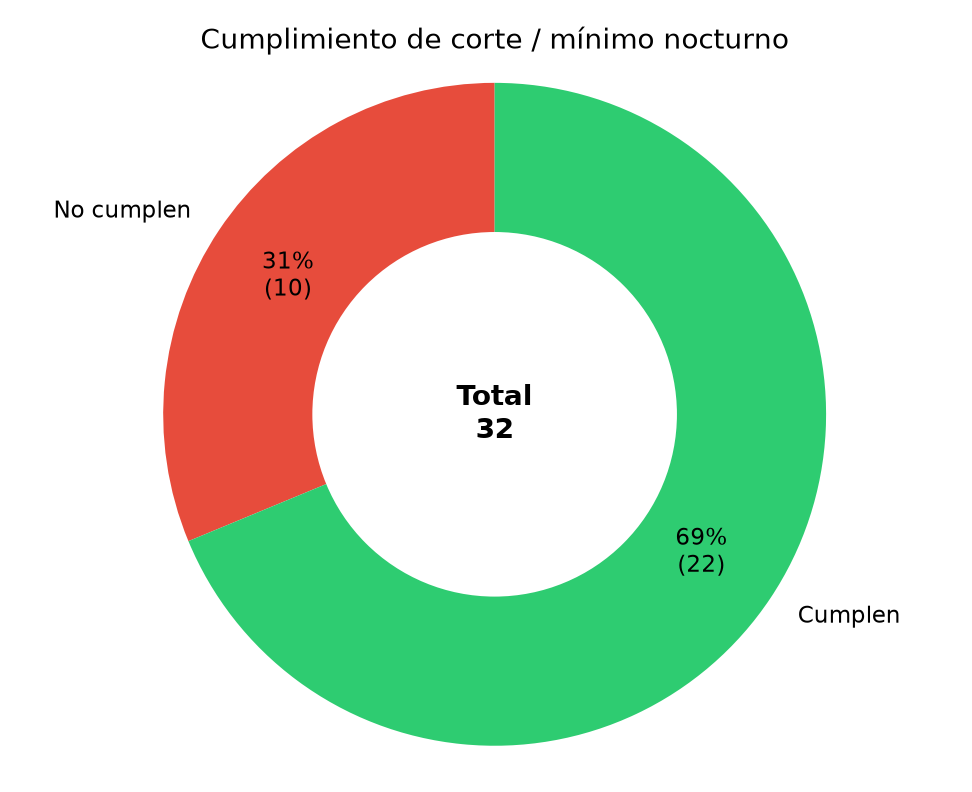 Cumplimiento de corte / mínimo nocturno
No cumplen
31%
(10)
Total
32
69%
(22)
Cumplen